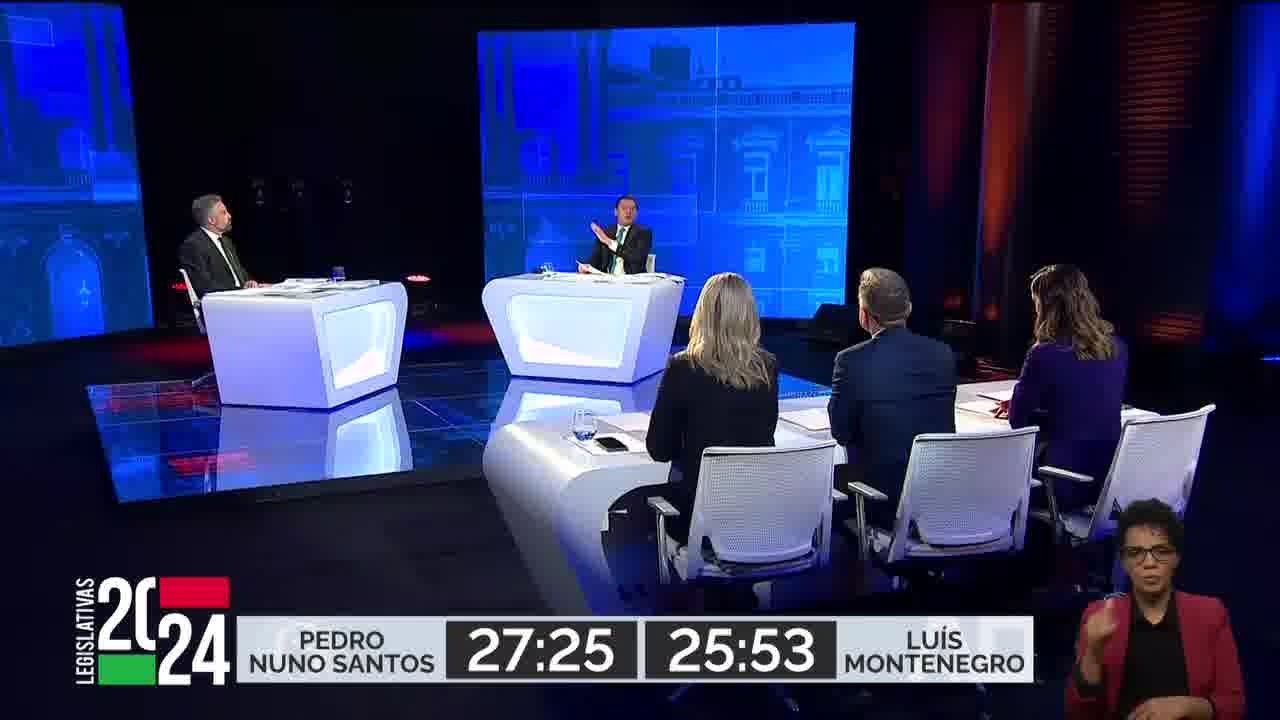 LEGISLATIVAS
2024
PEDRO
NUNO SANTOS
27:25
25:53
LUÍS
MONTENEGRO